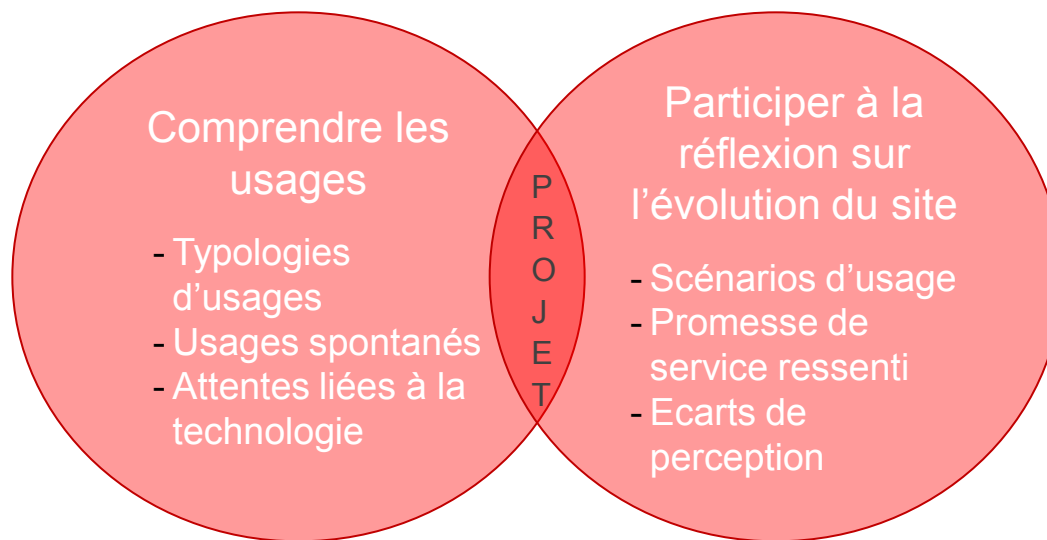 Comprendre les
usages
- Typologies
d’usages
- Usages spontanés
- Attentes liées à la
technologie
P
R
O
J
E
T
Participer à la
réflexion sur
l’évolution du site
- Scénarios d’usage
- Promesse de
service ressenti
- Ecarts de
perception